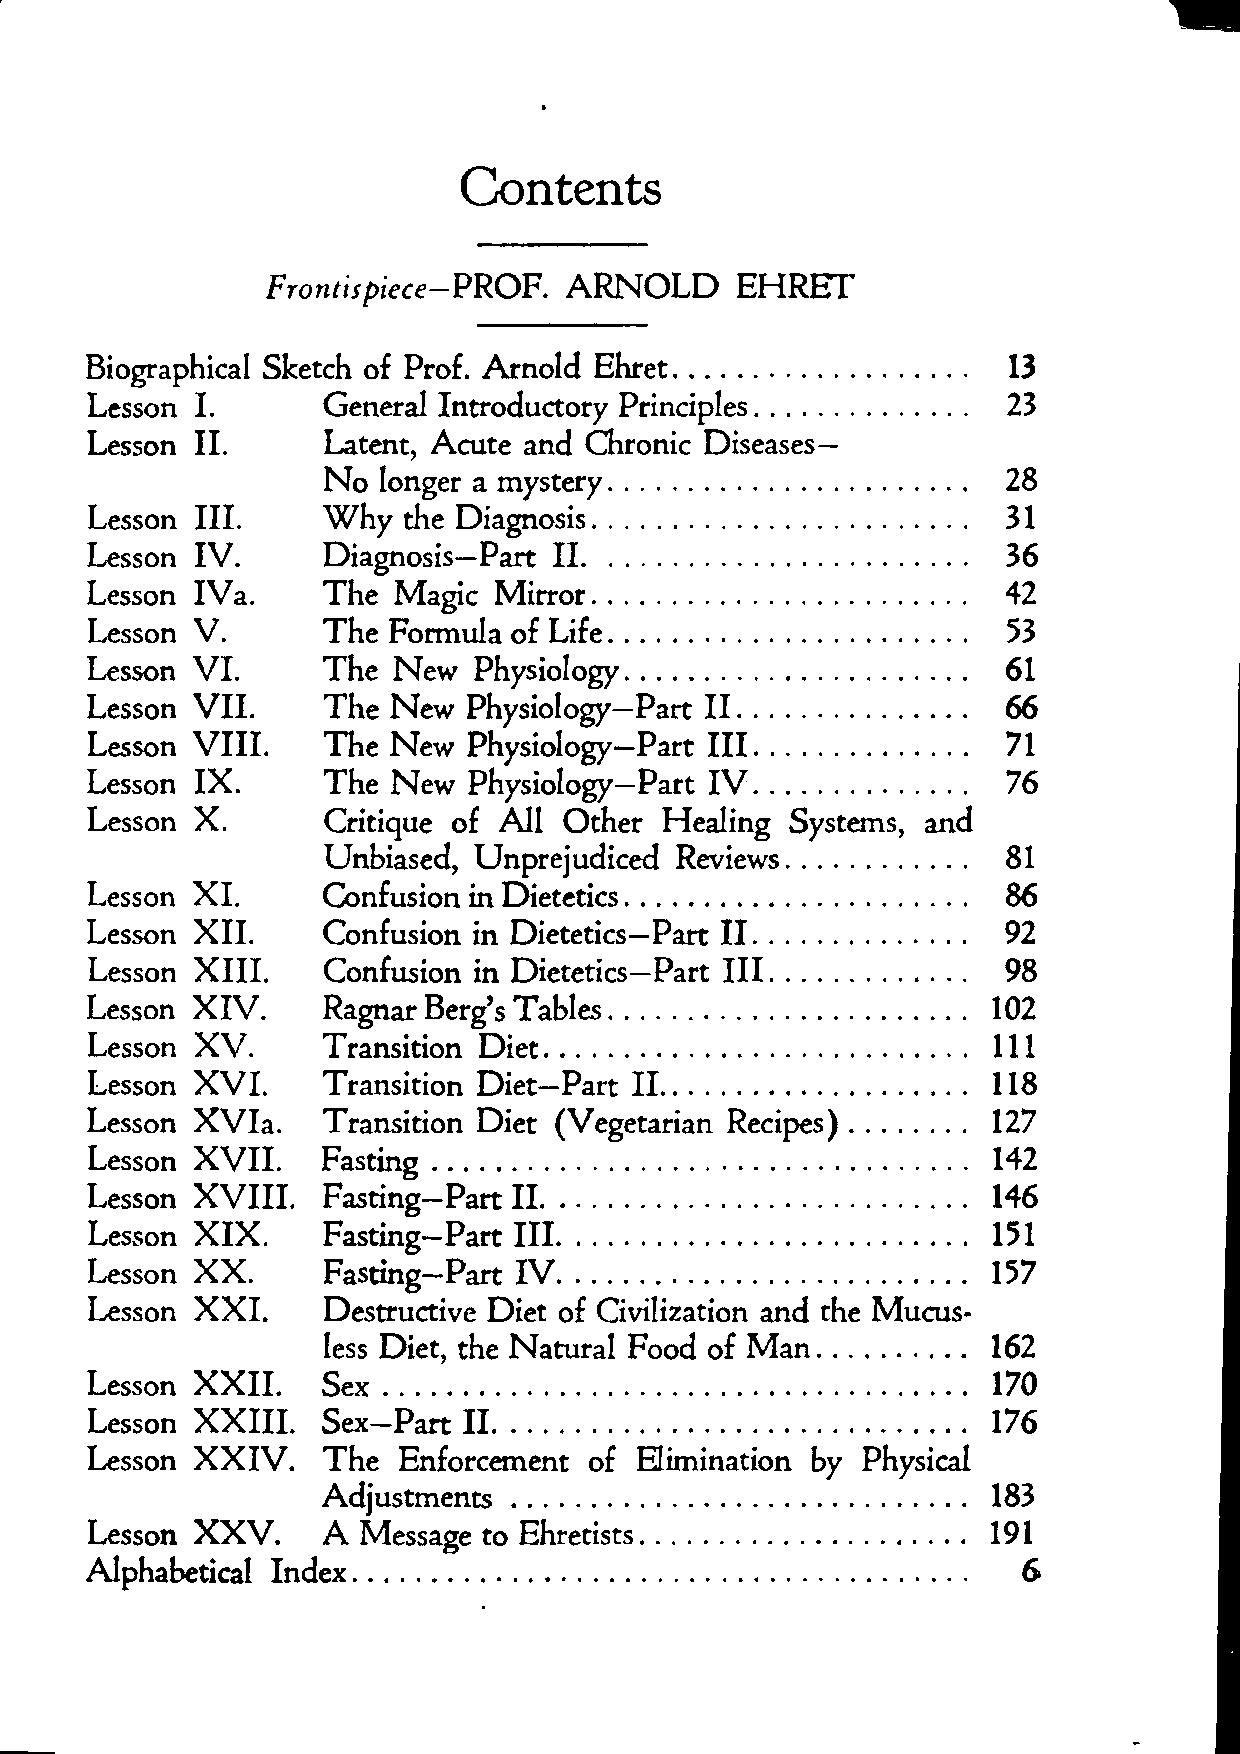 Contents
Frontispiece—PROF. ARNOLD EHRET
Biographical Sketch of Prof. Arnold Ehret................... 13
Lesson I. General Introductory Principles.............. 23
Lesson II. Latent, Acute and Chronic Diseases—
No longer a mystery....................... 28
Lesson III. Why the Diagnosis........................ 31
Lesson IV. Diagnosis—Part II. ....................... 36
Lesson IVa. The Magic Mirror........................ 42
Lesson V. The Formula of Life....................... 53
Lesson VI. The New Physiology...................... 61
Lesson VII. The New Physiology—Part II............... 66
Lesson VIII. The New Physiology—Part III.............. 71
Lesson IX. The New Physiology—Part IV.............. 76
Lesson X. Critique of All Other Healing Systems, and
Unbiased, Unprejudiced Reviews............ 81
Lesson XI. Confusion in Dietetics...................... 86
Lesson XII. Confusion in Dietetics—Part II.............. 92
Lesson XIII. Confusion in Dietetics—Part III............. 98
Lesson XIV. Ragnar Berg's Tables....................... 102
Lesson XV. Transition Diet........................... 111
Lesson XVI. Transition Diet—Part II.................... 118
Lesson XVIa. Transition Diet (Vegetarian Recipes)........ 127
Lesson XVII. Fasting .................................. 142
Lesson XVIII. Fasting—Part II. .......................... 146
Lesson XIX. Fasting—Part III. ......................... 151
Lesson XX. Fasting—Part IV.......................... 157
Lesson XXI. Destructive Diet of Civilization and the Mucus-
less Diet, the Natural Food of Man.......... 162
Lesson XXII. Sex ..................................... 170
Lesson XXIII. Sex—Part II.............................. 176
Lesson XXIV. The Enforcement of Elimination by Physical
Adjustments ............................. 183
Lesson XXV. A Message to Ehretists..................... 191
Alphabetical Index....................................... 6